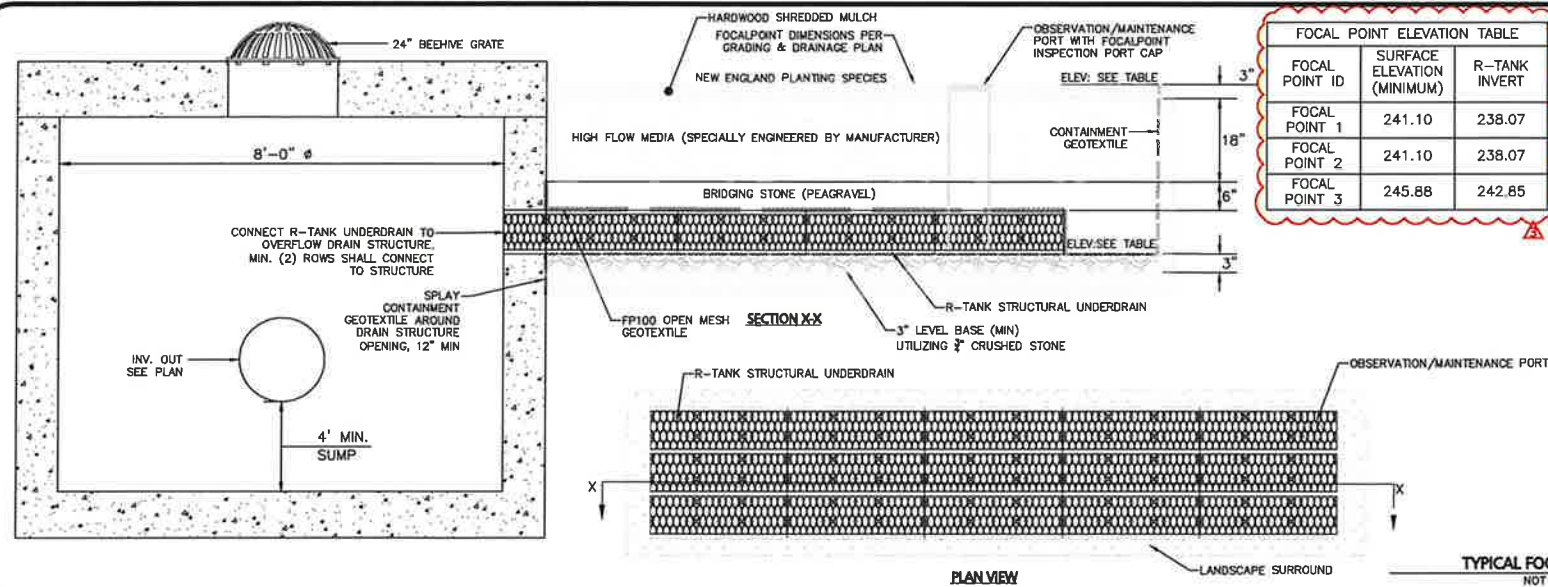 24" BEEHIVE GRATE
8'-0" ø
CONNECT R-TANK UNDERDRAIN TO
OVERFLOW DRAIN STRUCTURE.
MIN. (2) ROWS SHALL CONNECT
TO STRUCTURE
SPLAY
CONTAINMENT
GEOTEXTILE AROUND
DRAIN STRUCTURE
OPENING, 12" MIN
INV. OUT
SEE PLAN
4' MIN.
SUMP
HARDWOOD SHREDDED MULCH
FOCALPOINT DIMENSIONS PER
GRADING & DRAINAGE PLAN
NEW ENGLAND PLANTING SPECIES
OBSERVATION/MAINTENANCE
PORT WITH FOCALPOINT
INSPECTION PORT CAP
ELEV: SEE TABLE
3"
HIGH FLOW MEDIA (SPECIALLY ENGINEERED BY MANUFACTURER)
CONTAINMENT
GEOTEXTILE
18"
BRIDGING STONE (PEAGRAVEL)
6"
ELEV:SEE TABLE
3"
R-TANK STRUCTURAL UNDERDRAIN
FP100 OPEN MESH
GEOTEXTILE
SECTION X-X
3" LEVEL BASE (MIN)
UTILIZING ¾" CRUSHED STONE
FOCAL POINT ELEVATION TABLE
FOCAL
POINT ID
SURFACE
ELEVATION
(MINIMUM)
R-TANK
INVERT
FOCAL
POINT 1
241.10
238.07
FOCAL
POINT 2
241.10
238.07
FOCAL
POINT 3
245.88
242.85
3
R-TANK STRUCTURAL UNDERDRAIN
OBSERVATION/MAINTENANCE PORT
X
X
LANDSCAPE SURROUND
PLAN VIEW
TYPICAL FOC
NOT